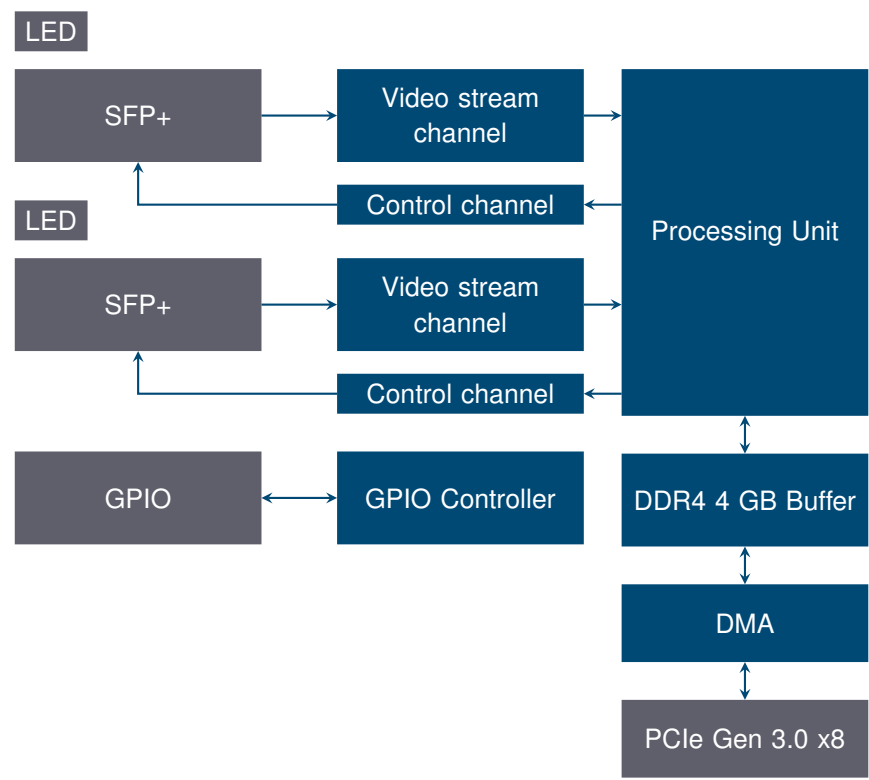 LED
SFP+
Video stream
channel
Control channel
Processing Unit
LED
SFP+
Video stream
channel
Control channel
GPIO
GPIO Controller
DDR4 4 GB Buffer
DMA
PCIe Gen 3.0 x8